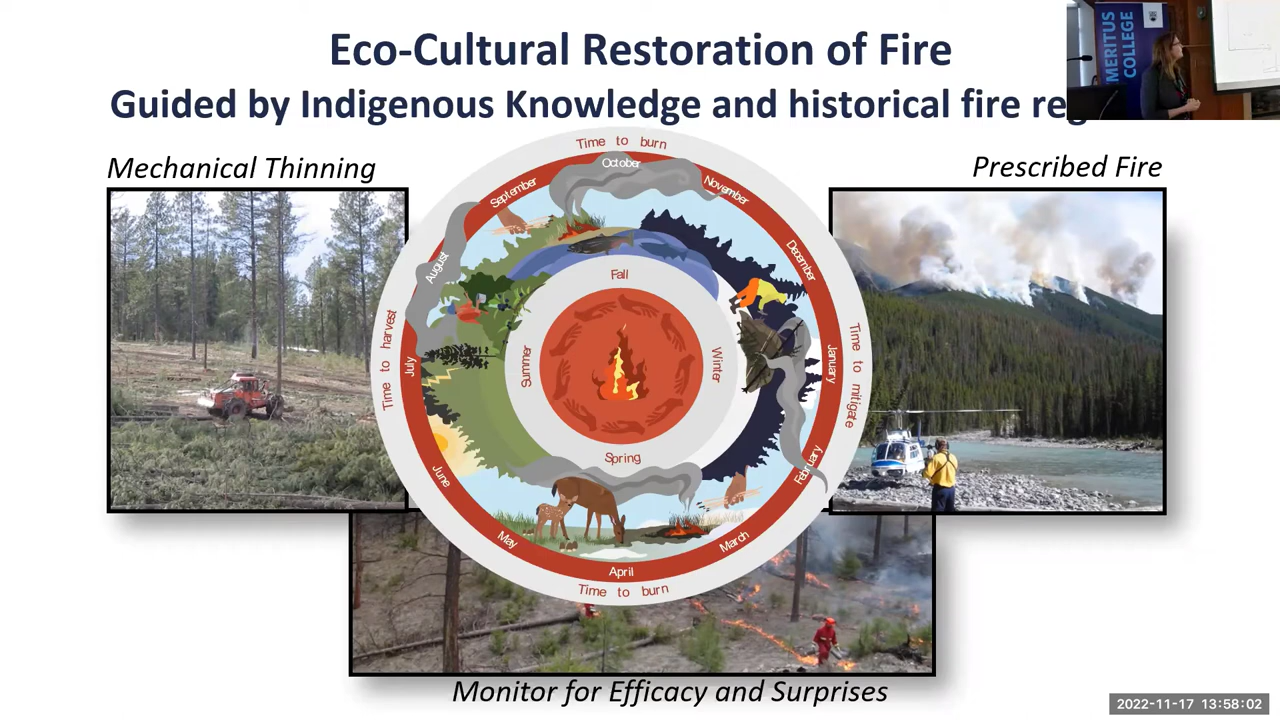 Eco-Cultural Restoration of Fire
Guided by Indigenous Knowledge and historical fire
MERITUS
COLLEGE
Mechanical Thinning
Prescribed Fire
Time to burn
October
September
November
August
December
Fall
Time to harvest
July
Summer
Winter
January
Time to mitigate
Spring
June
February
May
March
April
Time to burn
Monitor for Efficacy and Surprises
2022-11-17 13:58:02